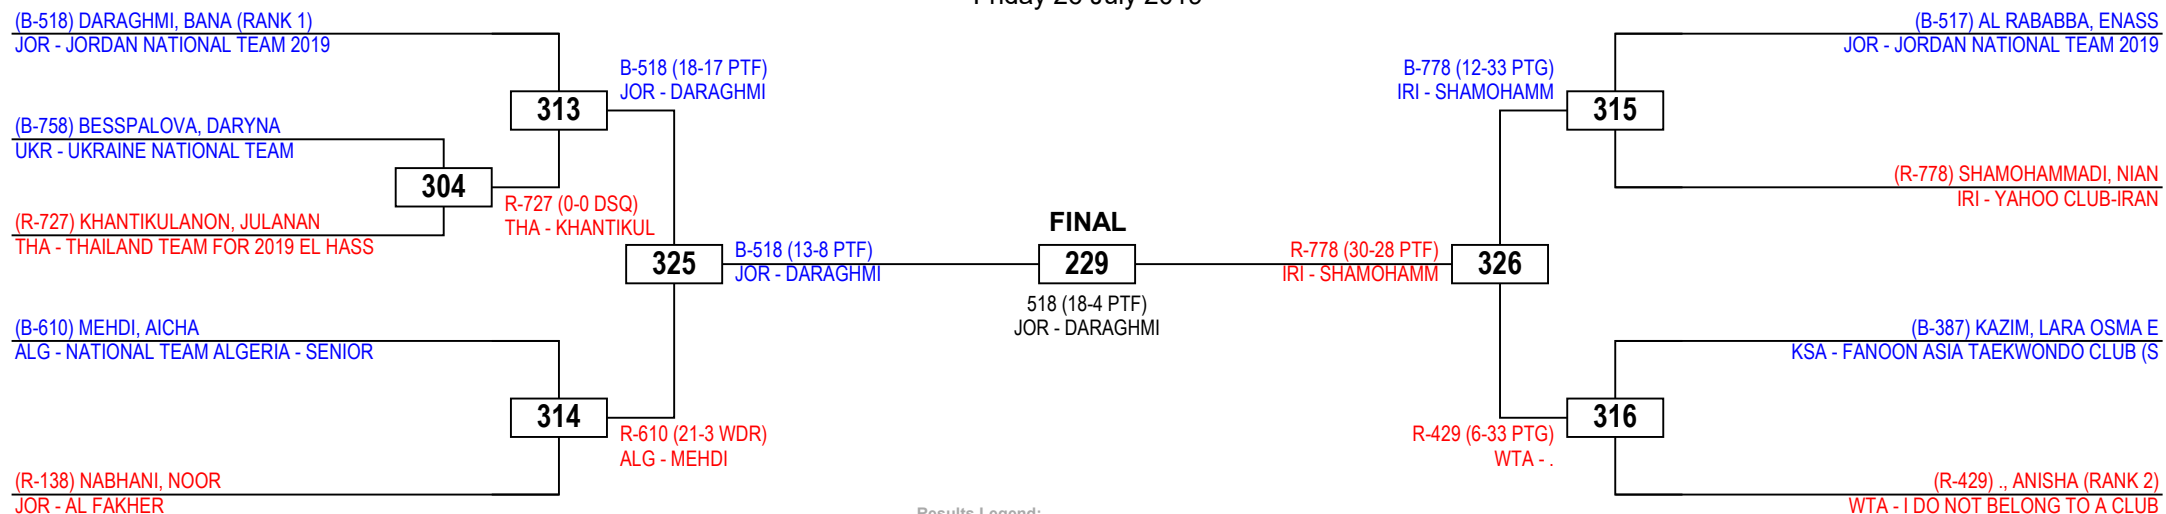 (B-518) DARAGHMI, BANA (RANK 1)
JOR - JORDAN NATIONAL TEAM 2019
B-518 (18-17 PTF)
JOR - DARAGHMI
313
(B-758) BESSPALOVA, DARYNA
UKR - UKRAINE NATIONAL TEAM
304
R-727 (0-0 DSQ)
THA - KHANTIKUL
(R-727) KHANTIKULANON, JULANAN
THA - THAILAND TEAM FOR 2019 EL HASS
325
B-518 (13-8 PTF)
JOR - DARAGHMI
(B-610) MEHDI, AICHA
ALG - NATIONAL TEAM ALGERIA - SENIOR
314
R-610 (21-3 WDR)
ALG - MEHDI
(R-138) NABHANI, NOOR
JOR - AL FAKHER
FINAL
229
518 (18-4 PTF)
JOR - DARAGHMI
(B-517) AL RABABBA, ENASS
JOR - JORDAN NATIONAL TEAM 2019
B-778 (12-33 PTG)
IRI - SHAMOHAMM
315
(R-778) SHAMOHAMMADI, NIAN
IRI - YAHOO CLUB-IRAN
R-778 (30-28 PTF)
IRI - SHAMOHAMM
326
(B-387) KAZIM, LARA OSMA E
KSA - FANOON ASIA TAEKWONDO CLUB (S
316
R-429 (6-33 PTG)
WTA - .
(R-429) ., ANISHA (RANK 2)
WTA - I DO NOT BELONG TO A CLUB
Results Legend: